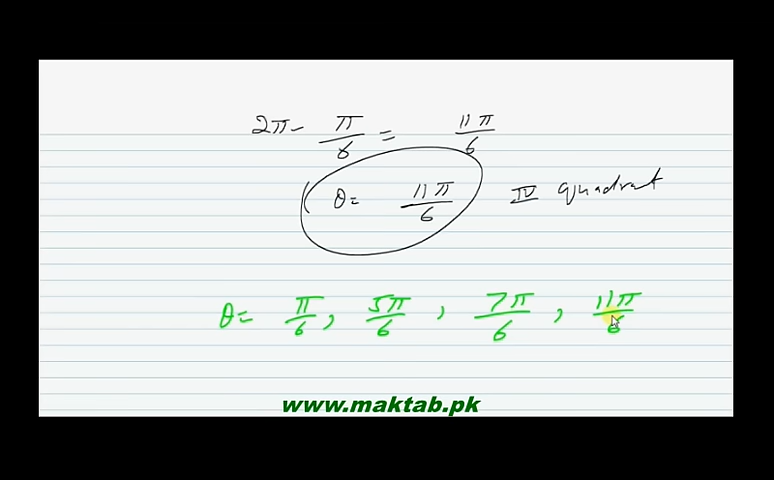 2π - π/6 = 11π/6
θ = 11π/6 IV quadrant
θ = π/6, 5π/6, 7π/6, 11π/6
www.maktab.pk